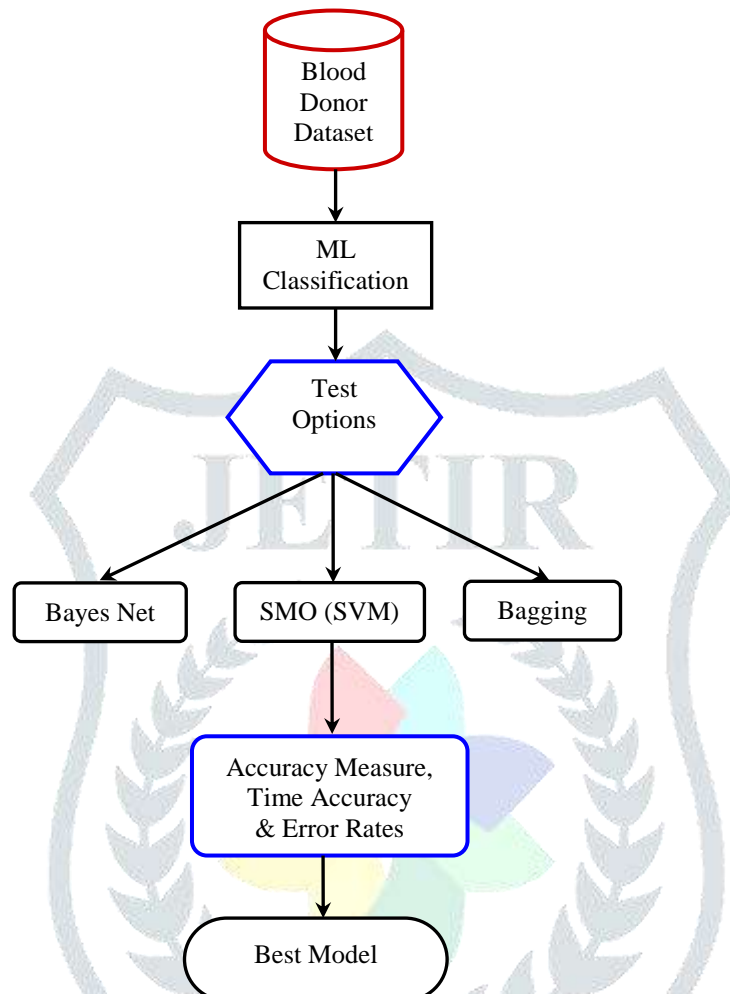 Blood
Donor
Dataset
ML
Classification
Test
Options
JETIR
Bayes Net
SMO (SVM)
Bagging
Accuracy Measure,
Time Accuracy
& Error Rates
Best Model